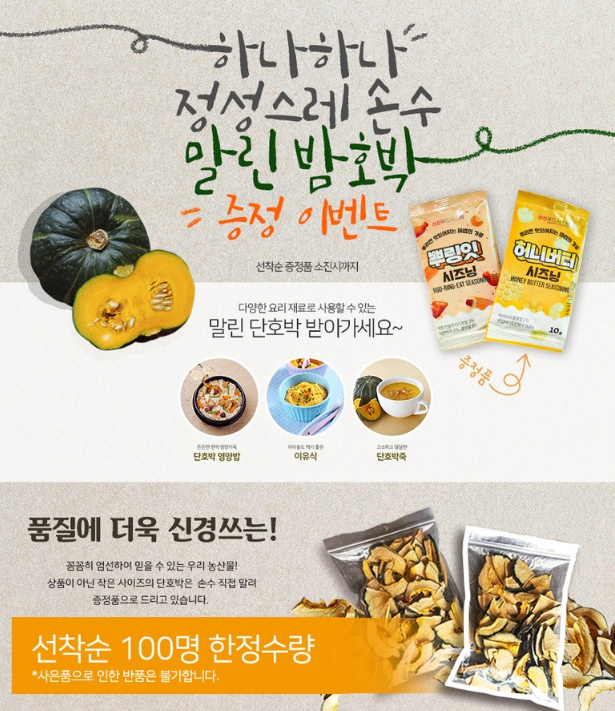 하나하나
정성스레 손수
말린 밤호박
증정 이벤트
선착순 증정품 소진시까지
뿌링잇
시즈닝
허니버터
시즈닝
HONEY BUTTER SEASONING
10g
증정품
다양한 요리 재료로 사용할 수 있는
말린 단호박 받아가세요~
단호박 영양밥
이유식
단호박죽
품질에 더욱 신경쓰는!
꼼꼼히 엄선하여 믿을 수 있는 우리 농산물!
상품이 아닌 작은 사이즈의 단호박은 손수 직접 말려
증정품으로 드리고 있습니다.
선착순 100명 한정수량
*사은품으로 인한 반품은 불가합니다.